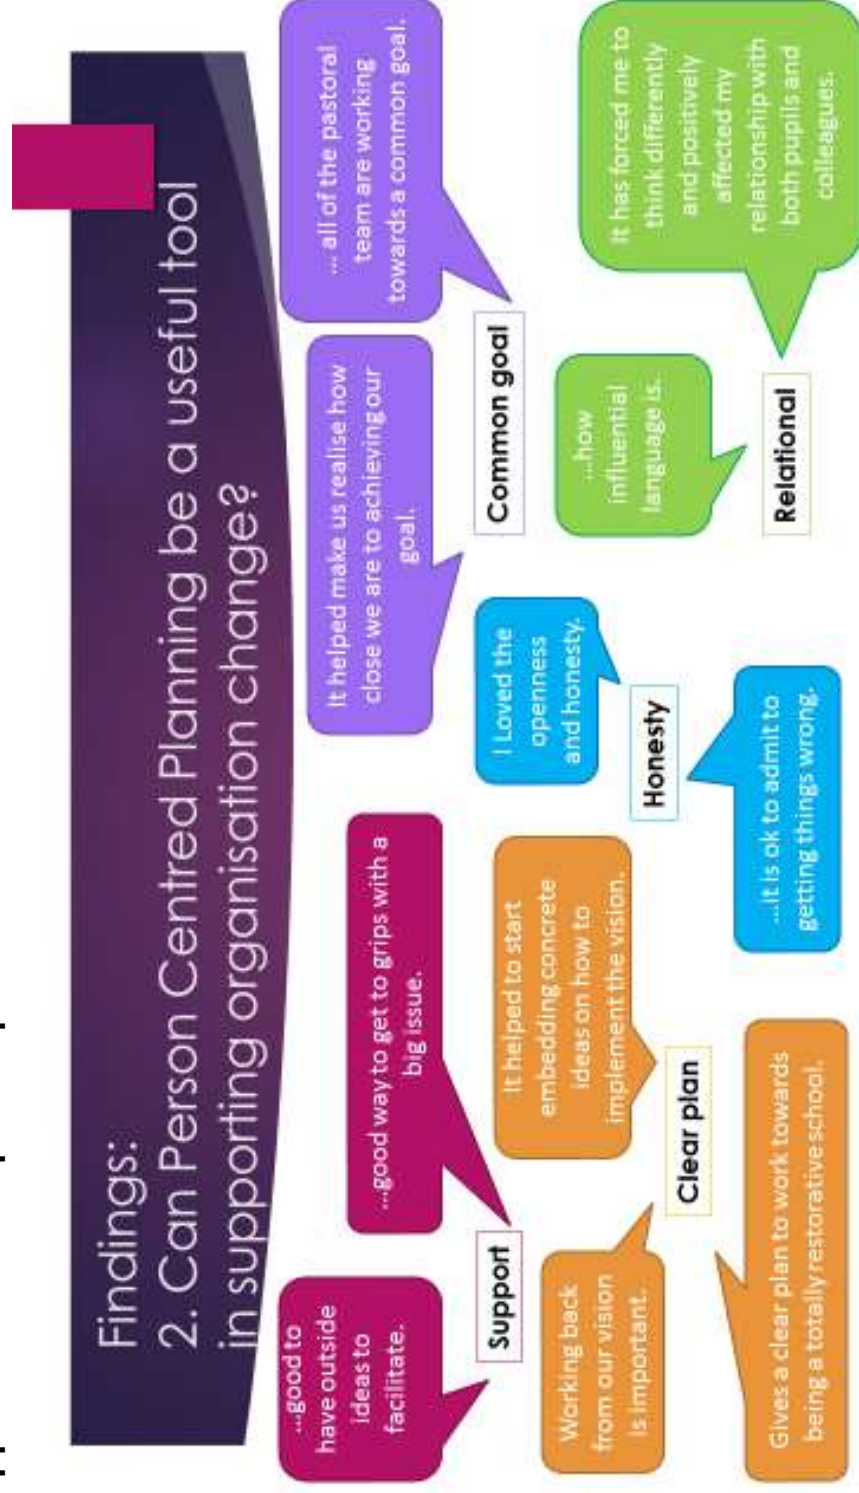 Findings:
2. Can Person Centred Planning be a useful tool
in supporting organisation change?
...good to
have outside
ideas to
facilitate.
...good way to get to grips with a
big issue.
Support
It helped make us realise how
close we are to achieving our
goal.
... all of the pastoral
team are working
towards a common goal.
Common goal
Working back
from our vision
is important.
It helped to start
embedding concrete
ideas on how to
implement the vision.
Clear plan
Gives a clear plan to work towards
being a totally restorative school.
I Loved the
openness
and honesty.
Honesty
...it is ok to admit to
getting things wrong.
...how
influential
language is.
It has forced me to
think differently
and positively
affected my
relationship with
both pupils and
colleagues.
Relational